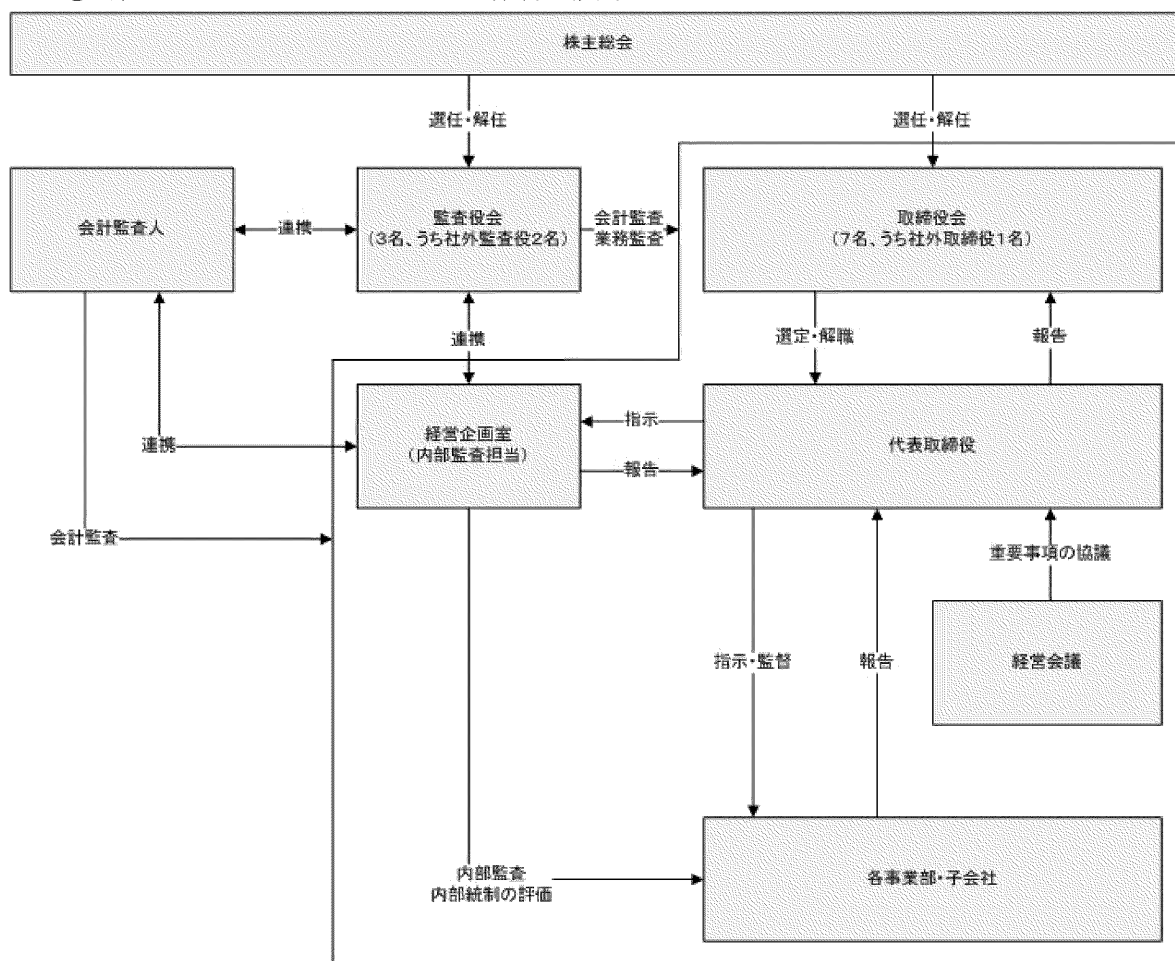 株主総会
選任・解任
選任・解任
会計監査人
連携
監査役会
(3名、うち社外監査役2名)
会計監査
業務監査
取締役会
(7名、うち社外取締役1名)
連携
選定・解職
報告
連携
経営企画室
(内部監査担当)
指示
報告
代表取締役
会計監査
重要事項の協議
経営会議
指示・監督
報告
内部監査
内部統制の評価
各事業部・子会社